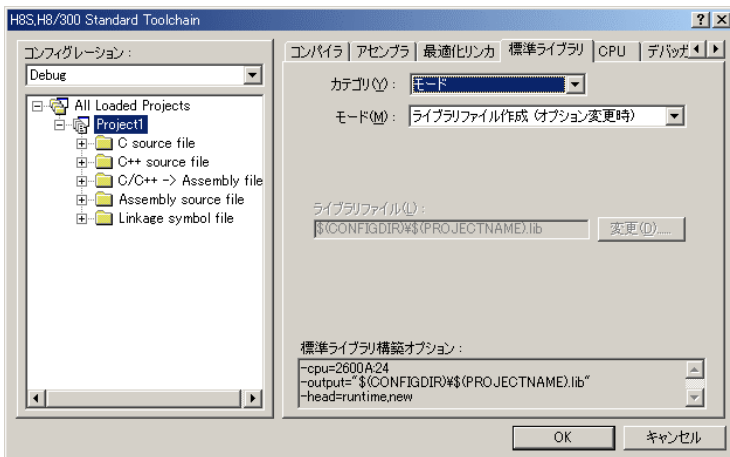 H8S,H8/300 Standard Toolchain
コンフィグレーション :
Debug
All Loaded Projects
Project1
C source file
C++ source file
C/C++ -> Assembly file
Assembly source file
Linkage symbol file
コンパイラ アセンブラ 最適化リンカ 標準ライブラリ CPU デバッガ
カテゴリ(Y) : モード
モード(M) : ライブラリファイル作成 (オプション変更時)
ライブラリファイル(L) :
$(CONFIGDIR)¥$(PROJECTNAME).lib 変更(D)......
標準ライブラリ構築オプション :
-cpu=2600A:24
-output="$(CONFIGDIR)¥$(PROJECTNAME).lib"
-head=runtime,new
OK キャンセル